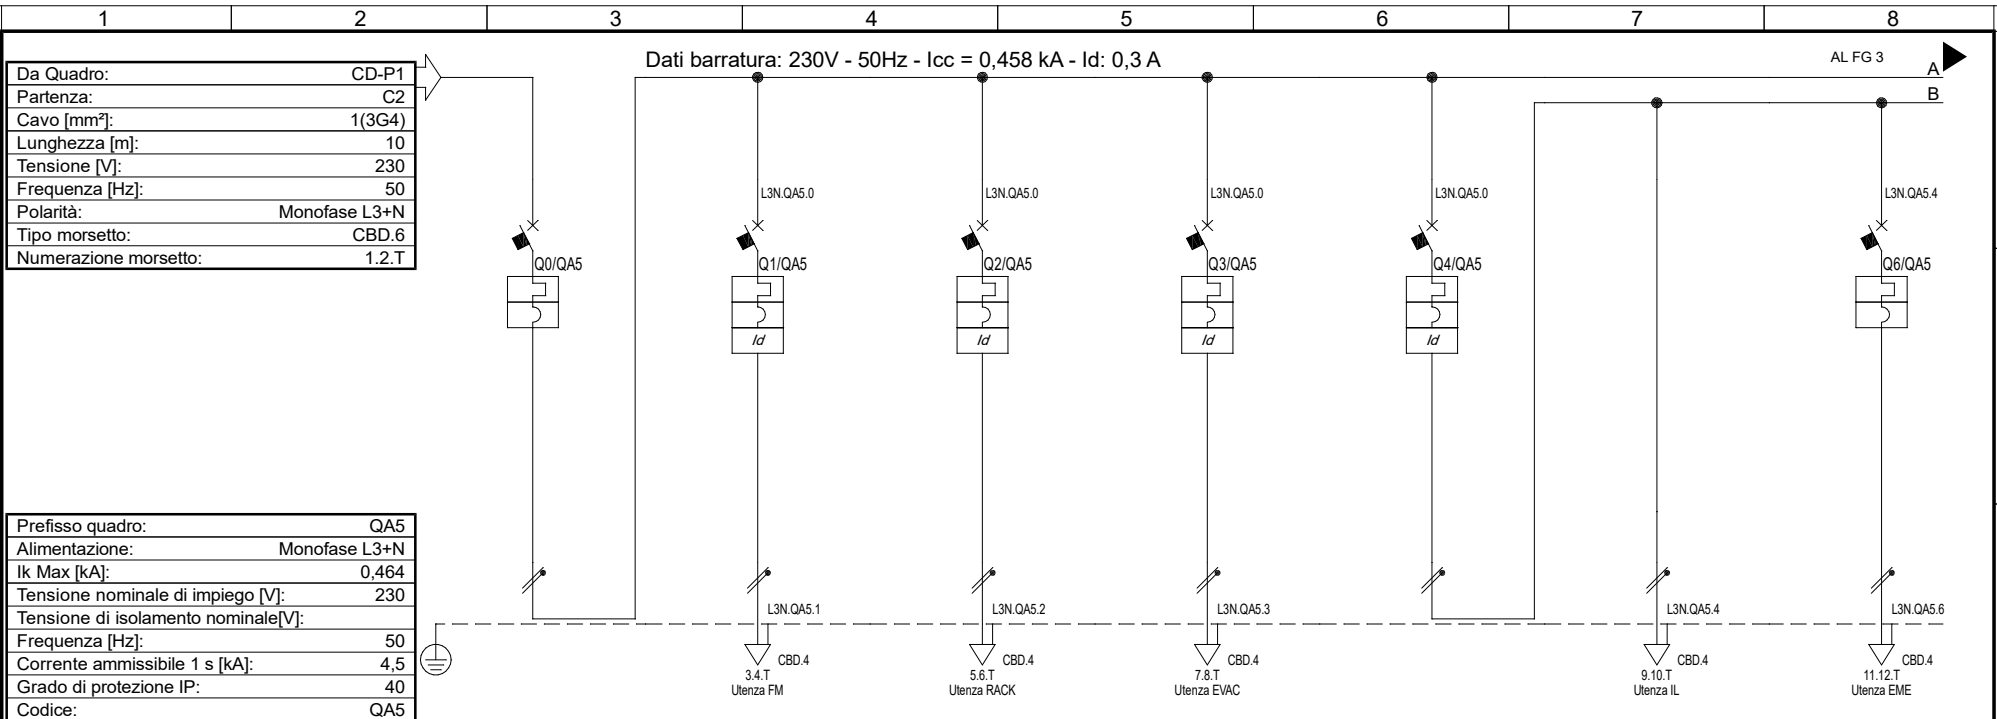 1 2 3 4 5 6 7 8
Dati barratura: 230V - 50Hz - Icc = 0,458 kA - Id: 0,3 A
AL FG 3
A
B
Da Quadro: CD-P1
Partenza: C2
Cavo [mm²]: 1(3G4)
Lunghezza [m]: 10
Tensione [V]: 230
Frequenza [Hz]: 50
Polarità: Monofase L3+N
Tipo morsetto: CBD.6
Numerazione morsetto: 1.2.T
L3N.QA5.0 L3N.QA5.0 L3N.QA5.0 L3N.QA5.0 L3N.QA5.4
Q0/QA5 Q1/QA5 Q2/QA5 Q3/QA5 Q4/QA5 Q6/QA5
Id Id Id Id
Prefisso quadro: QA5
Alimentazione: Monofase L3+N
Ik Max [kA]: 0,464
Tensione nominale di impiego [V]: 230
Tensione di isolamento nominale[V]:
Frequenza [Hz]: 50
Corrente ammissibile 1 s [kA]: 4,5
Grado di protezione IP: 40
Codice: QA5
L3N.QA5.1 L3N.QA5.2 L3N.QA5.3 L3N.QA5.4 L3N.QA5.6
CBD.4 CBD.4 CBD.4 CBD.4 CBD.4
3.4.T 5.6.T 7.8.T 9.10.T 11.12.T
Utenza FM Utenza RACK Utenza EVAC Utenza IL Utenza EME